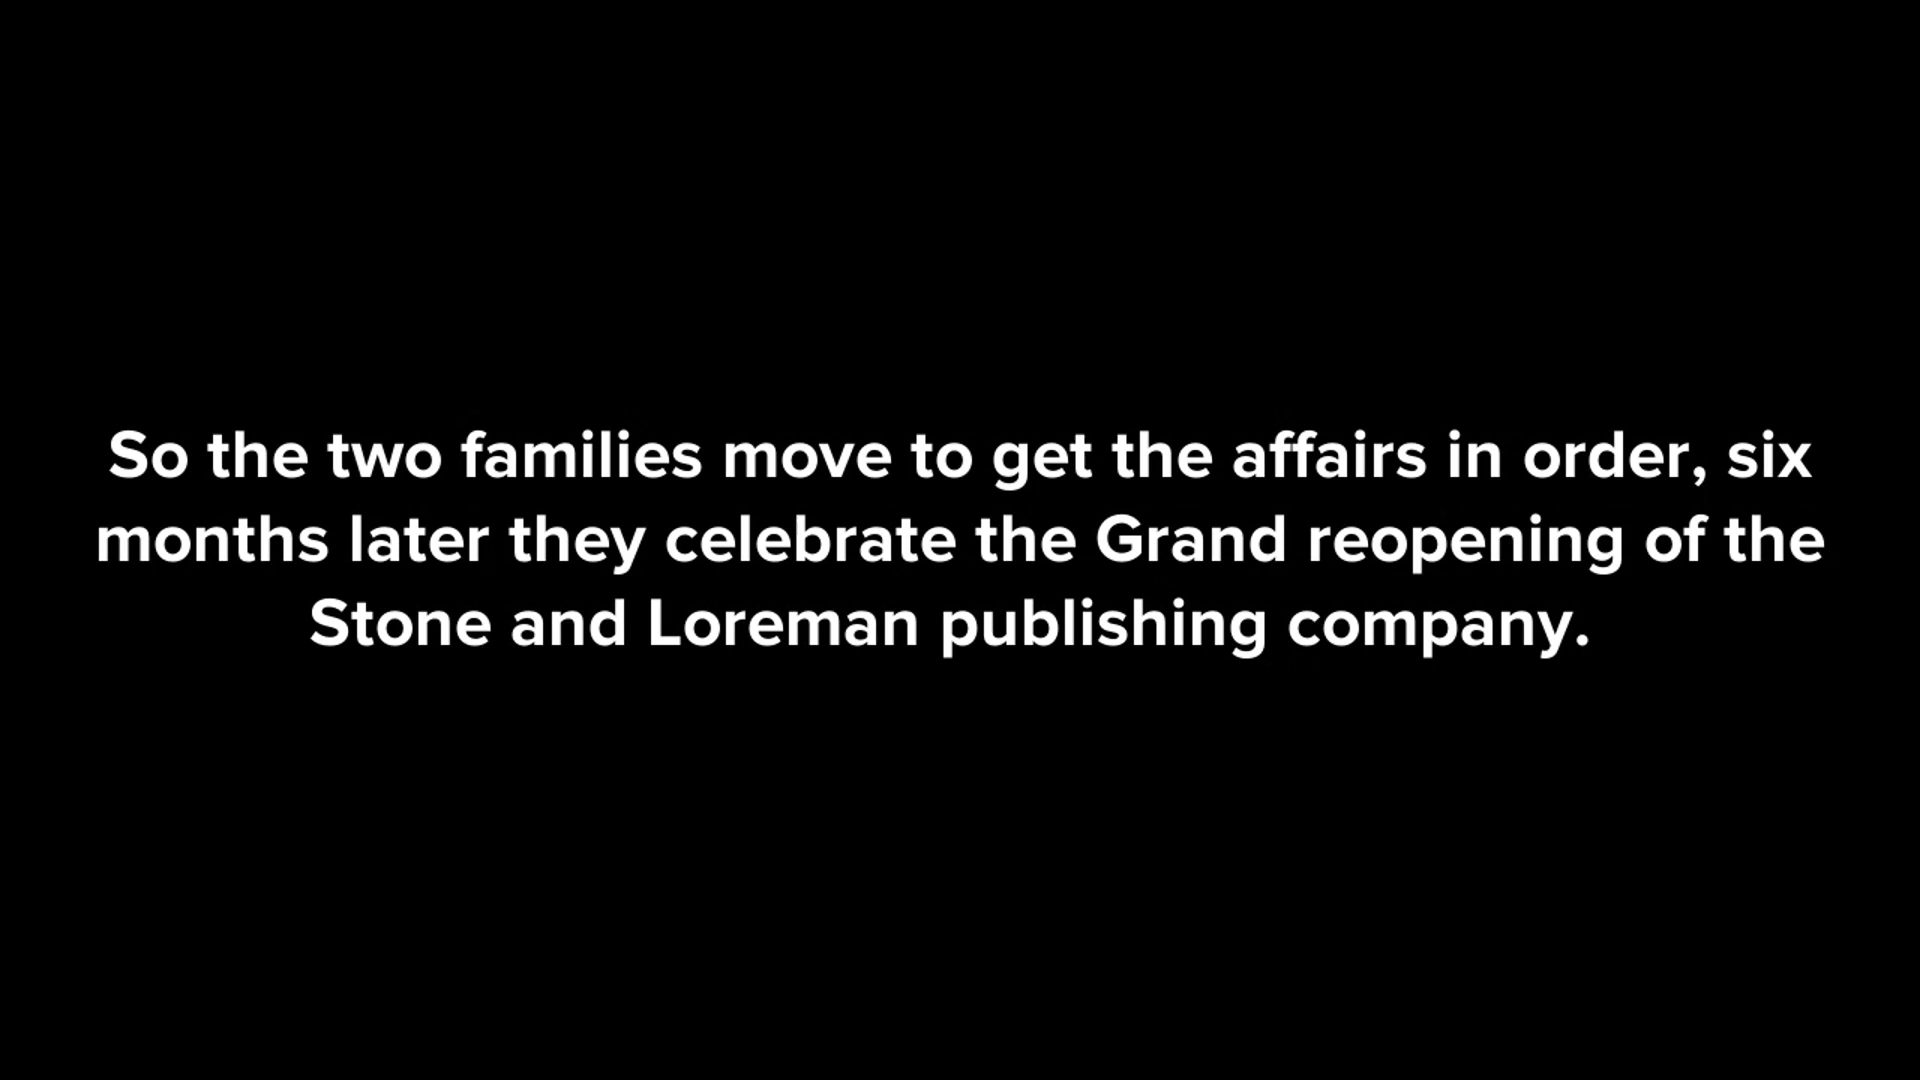 So the two families move to get the affairs in order, six
months later they celebrate the Grand reopening of the
Stone and Loreman publishing company.